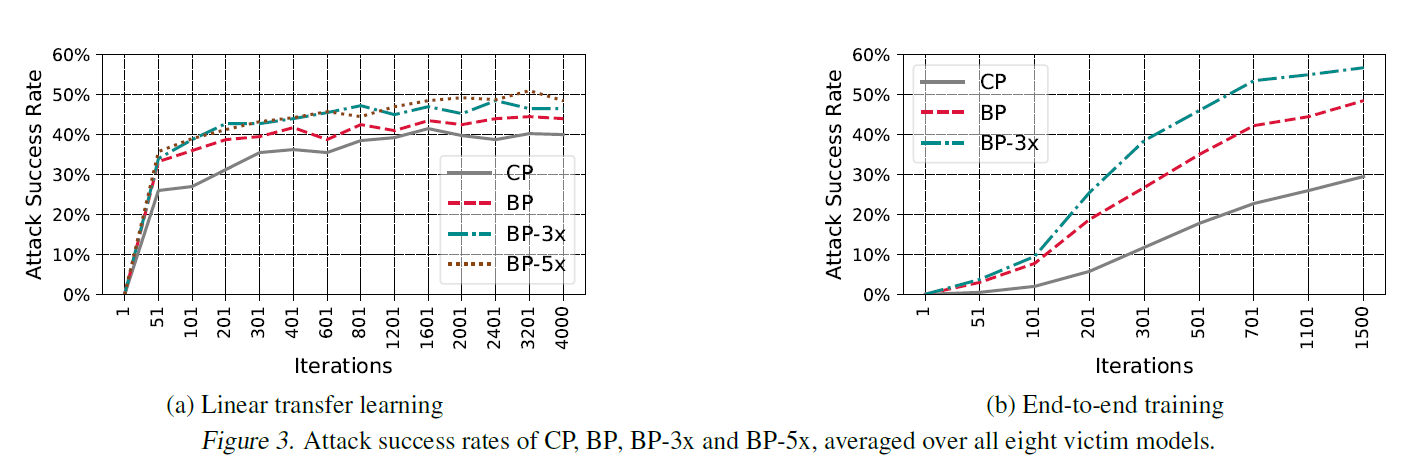 60%
50%
40%
30%
20%
10%
0%
Attack Success Rate
CP
BP
BP-3x
BP-5x
1
51
101
201
301
401
601
801
1201
1601
2001
2401
3201
4000
Iterations
(a) Linear transfer learning
60%
50%
40%
30%
20%
10%
0%
Attack Success Rate
CP
BP
BP-3x
1
51
101
201
301
501
701
1101
1500
Iterations
(b) End-to-end training
Figure 3. Attack success rates of CP, BP, BP-3x and BP-5x, averaged over all eight victim models.